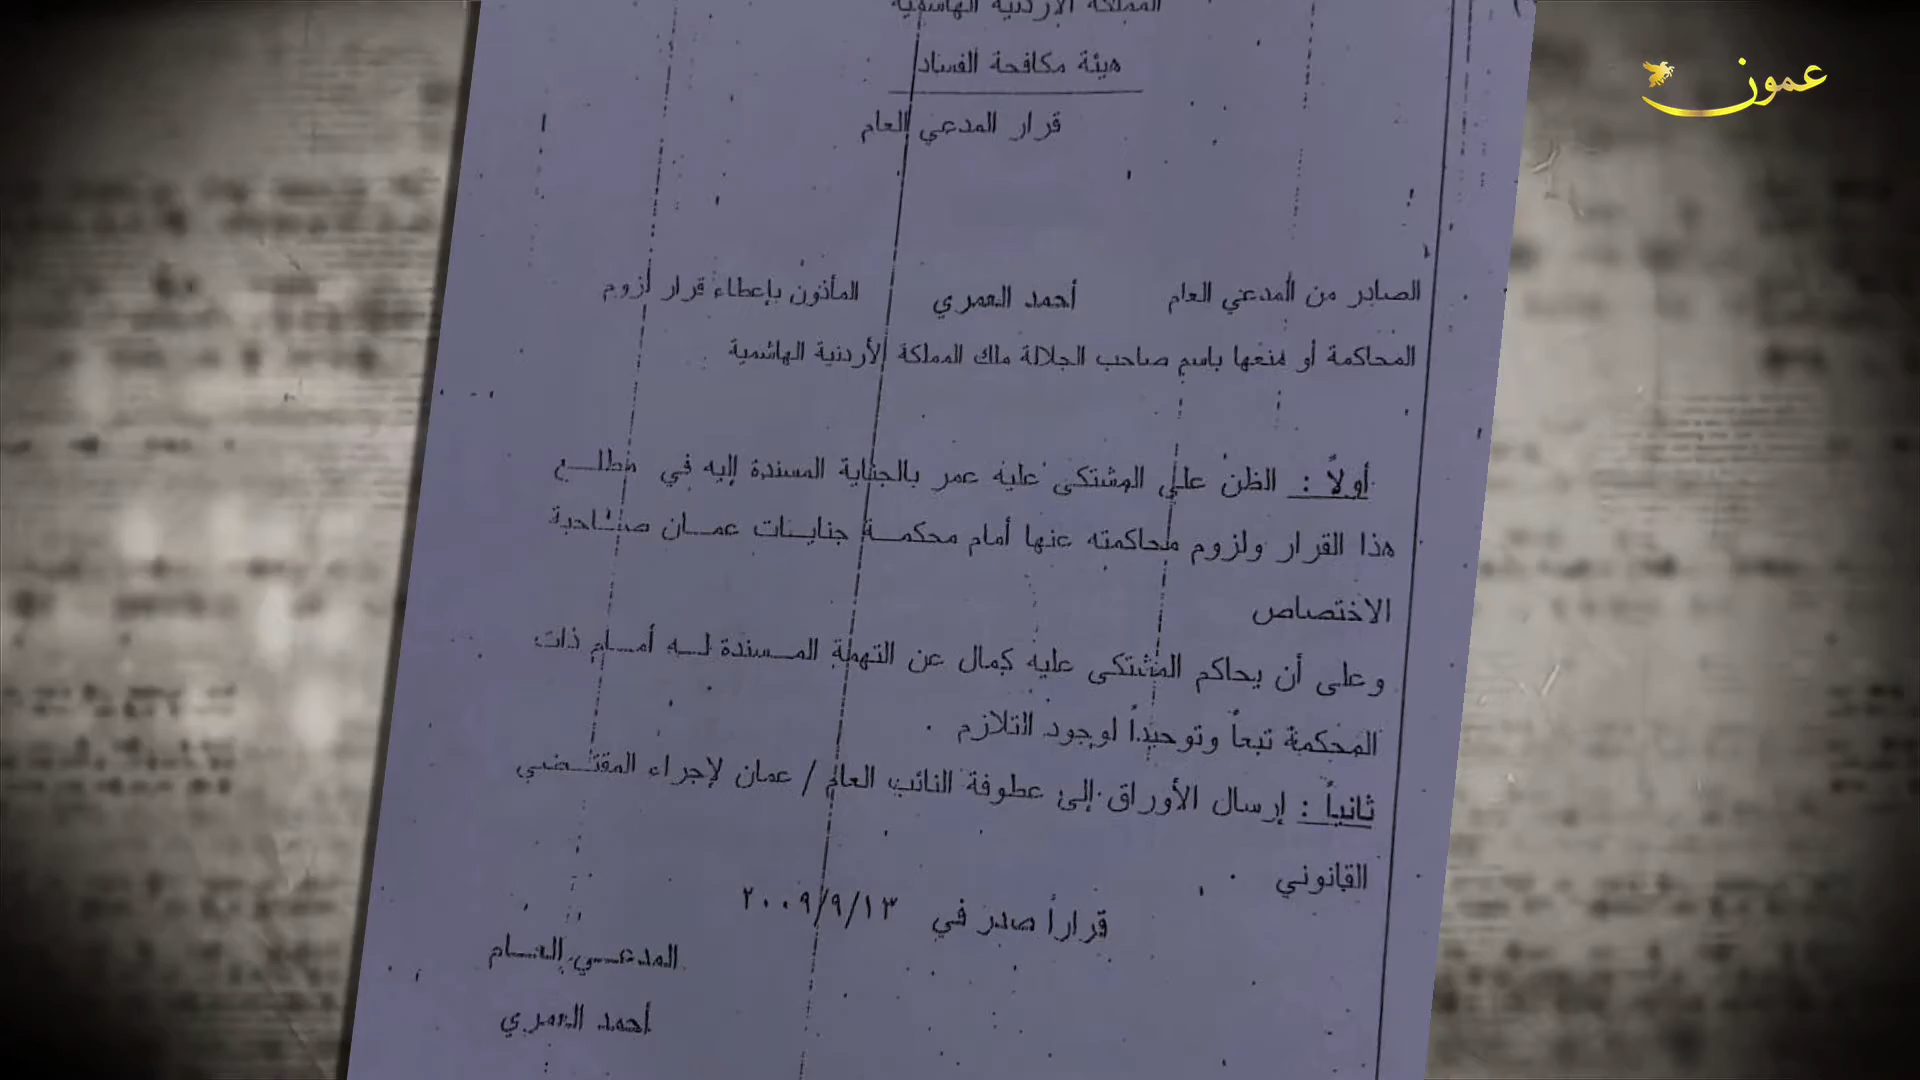 المملكة الأردنية الهاشمية
هيئة مكافحة الفساد
قرار المدعي العام
عمون
الصادر من المدعي العام أحمد العمري المأذون بإعطاء قرار لزوم
المحاكمة أو منعها باسم صاحب الجلالة ملك المملكة الأردنية الهاشمية
أولاً : الظن على المشتكى عليه عمر بالجناية المسندة إليه في مطلع
هذا القرار ولزوم محاكمته عنها أمام محكمة جنايات عمان صاحبة
الاختصاص
وعلى أن يحاكم المشتكى عليه كمال عن التهمة المسندة له أمام ذات
المحكمة تبعاً وتوحيداً لوجود التلازم .
ثانياً : إرسال الأوراق إلى عطوفة النائب العام / عمان لإجراء المقتضى
القانوني .
قراراً صدر في ٢٠٠٩/٩/١٣
المدعي العام
أحمد العمري